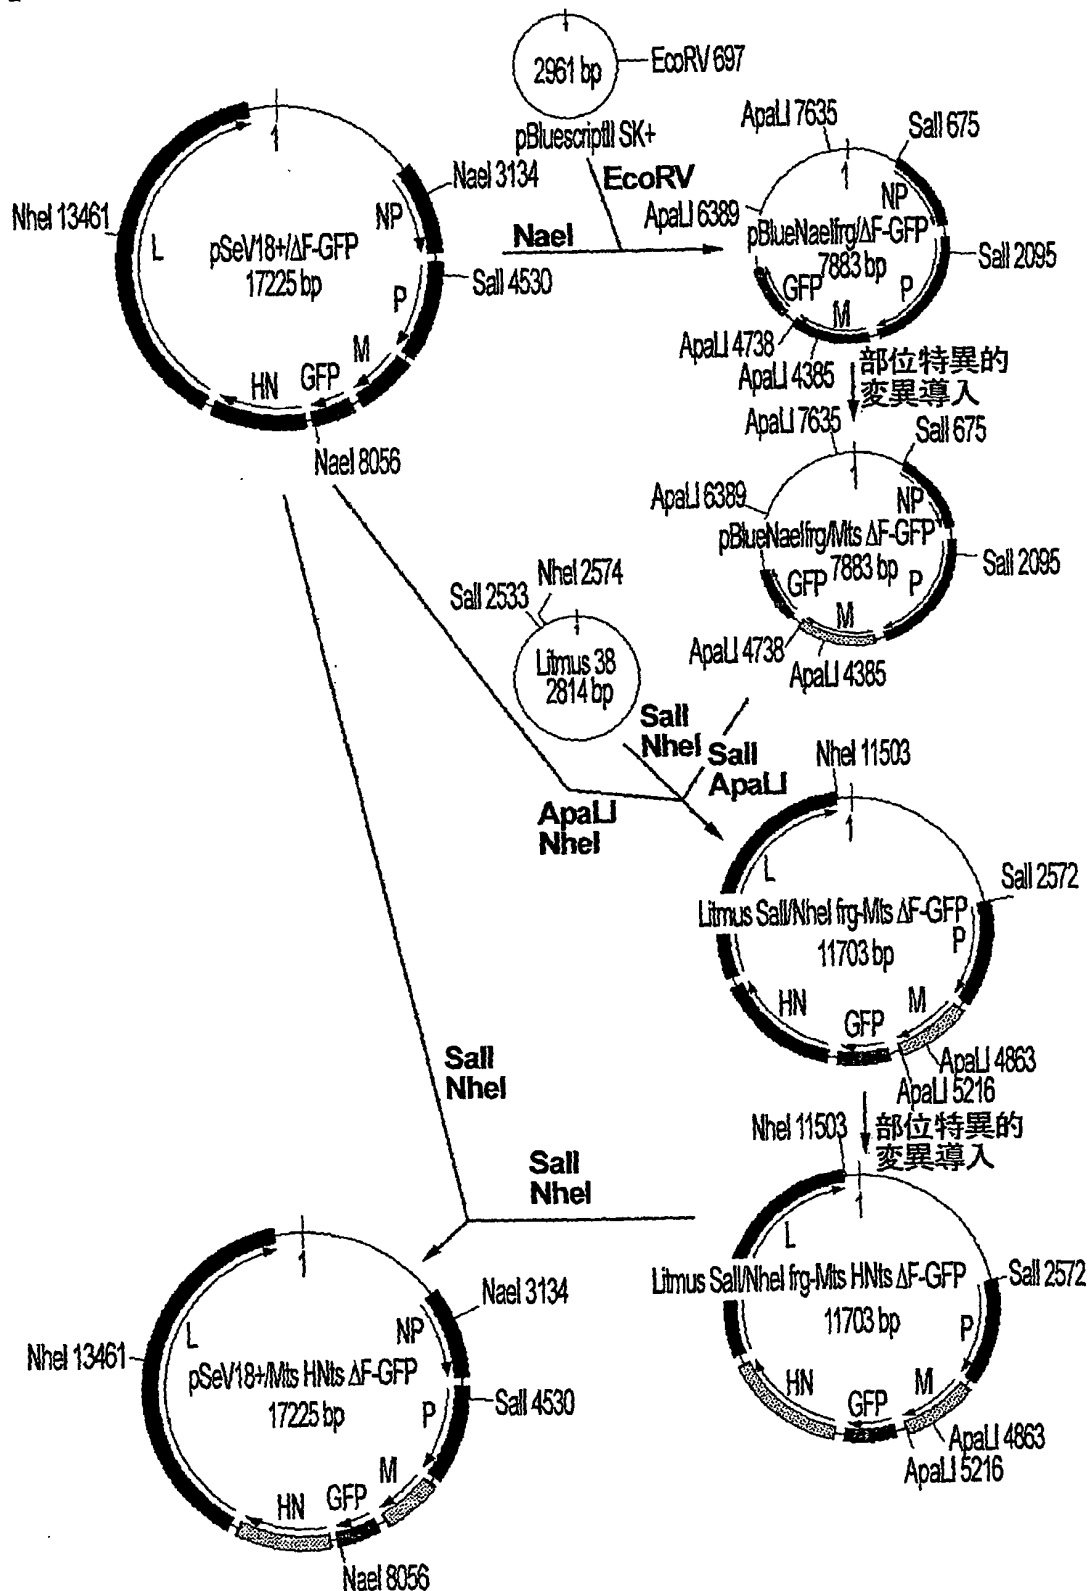 1
2961 bp
EcoRV 697
pBluescriptII SK+
EcoRV
NaeI
1
NaeI 3134
NP
NheI 13461
L
pSeV18+/ΔF-GFP
17225 bp
SalI 4530
P
M
GFP
HN
NaeI 8056
ApaLI 7635
1
SalI 675
NP
ApaLI 6389
pBlueNaeIfrg/ΔF-GFP
7883 bp
SalI 2095
P
GFP
M
ApaLI 4738
ApaLI 4385
部位特異的
変異導入
ApaLI 7635
1
SalI 675
NP
ApaLI 6389
pBlueNaeIfrg/Mts ΔF-GFP
7883 bp
SalI 2095
GFP
P
M
ApaLI 4738
ApaLI 4385
NheI 2574
SalI 2533
1
Litmus 38
2814 bp
SalI
NheI
SalI
ApaLI
ApaLI
NheI
NheI 11503
1
L
SalI 2572
Litmus SalI/NheI frg-Mts ΔF-GFP
11703 bp
P
HN
GFP
M
ApaLI 4863
ApaLI 5216
部位特異的
変異導入
SalI
NheI
SalI
NheI
NheI 11503
1
L
SalI 2572
Litmus SalI/NheI frg-Mts HNts ΔF-GFP
11703 bp
P
HN
GFP
M
ApaLI 4863
ApaLI 5216
1
NaeI 3134
NP
L
NheI 13461
pSeV18+/Mts HNts ΔF-GFP
17225 bp
SalI 4530
P
M
GFP
HN
NaeI 8056